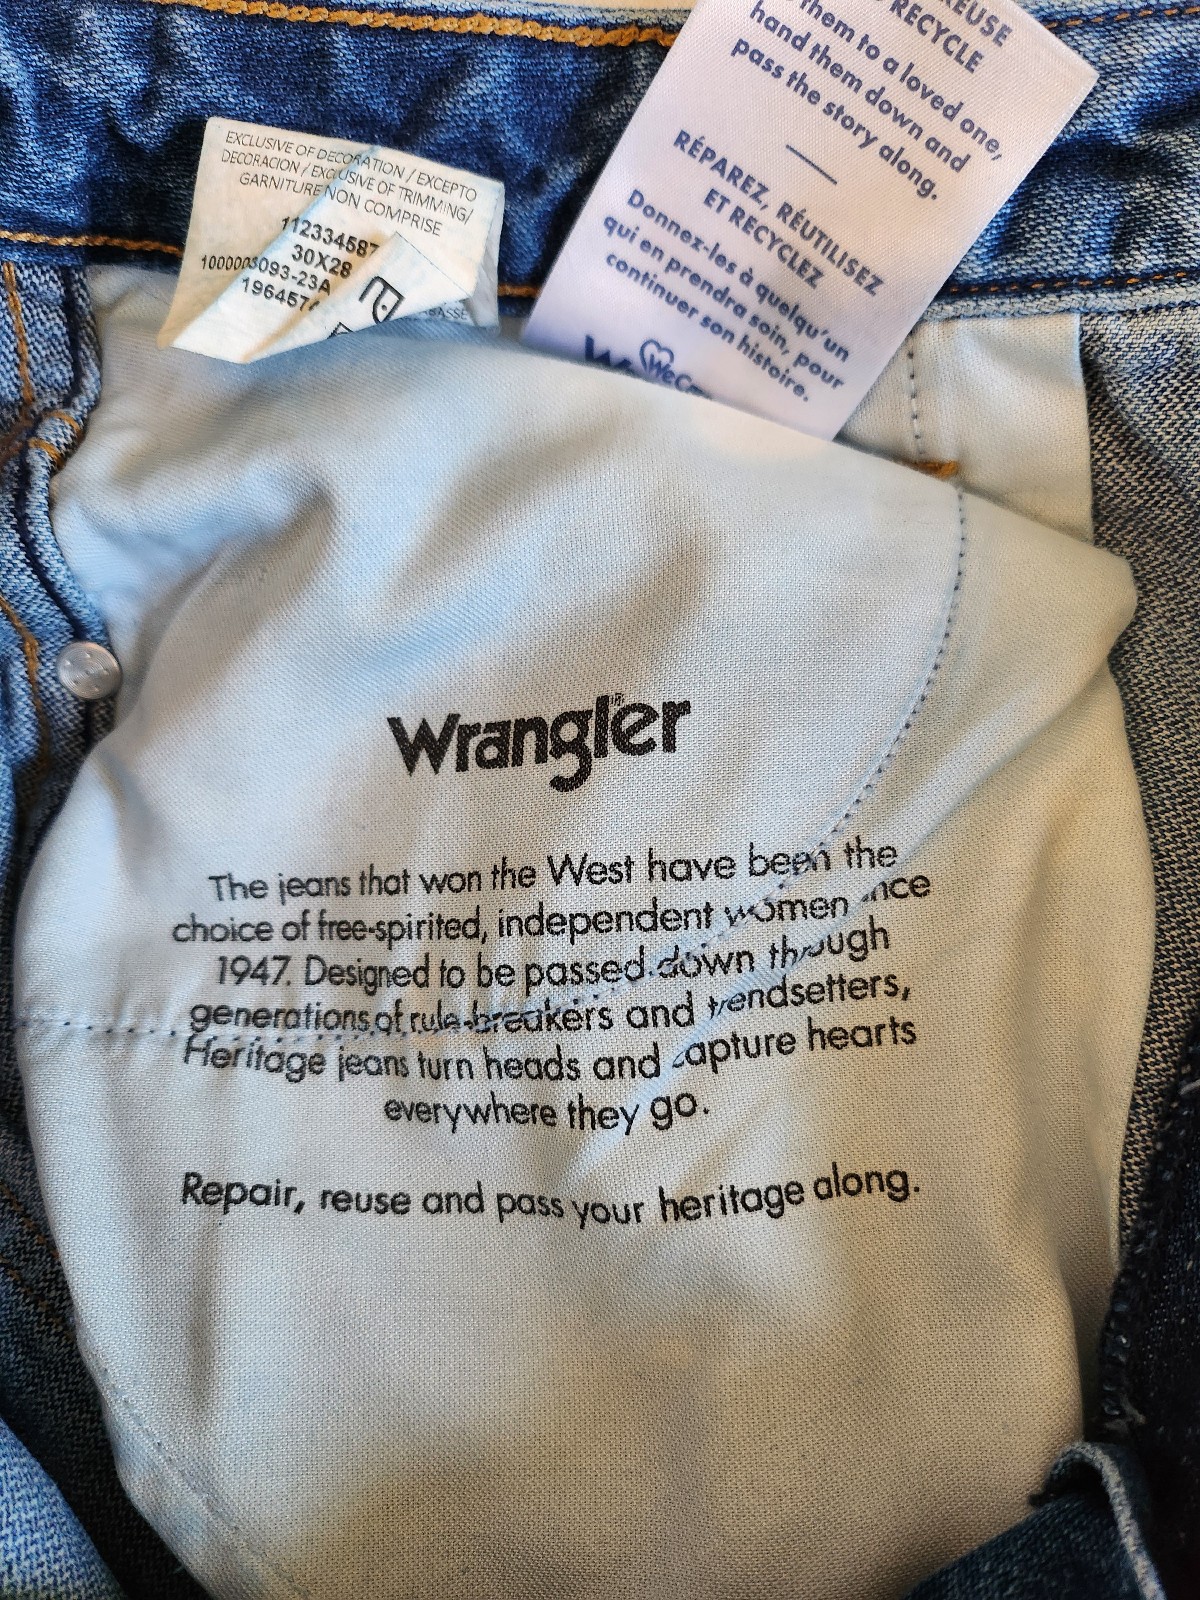 REUSE
RECYCLE
them to a loved one,
hand them down and
pass the story along.
RÉPAREZ, RÉUTILISEZ
ET RECYCLEZ
Donnez-les à quelqu'un
qui en prendra soin, pour
continuer son histoire.
EXCLUSIVE OF DECORATION / EXCEPTO
DECORACION / EXCLUSIVE OF TRIMMING/
GARNITURE NON COMPRISE
30X28
Wrangler
The jeans that won the West have been the
choice of free-spirited, independent women
1947. Designed to be passed down through
generations of rule-breakers and trendsetters,
Heritage jeans turn heads and capture hearts
everywhere they go.
Repair, reuse and pass your heritage along.